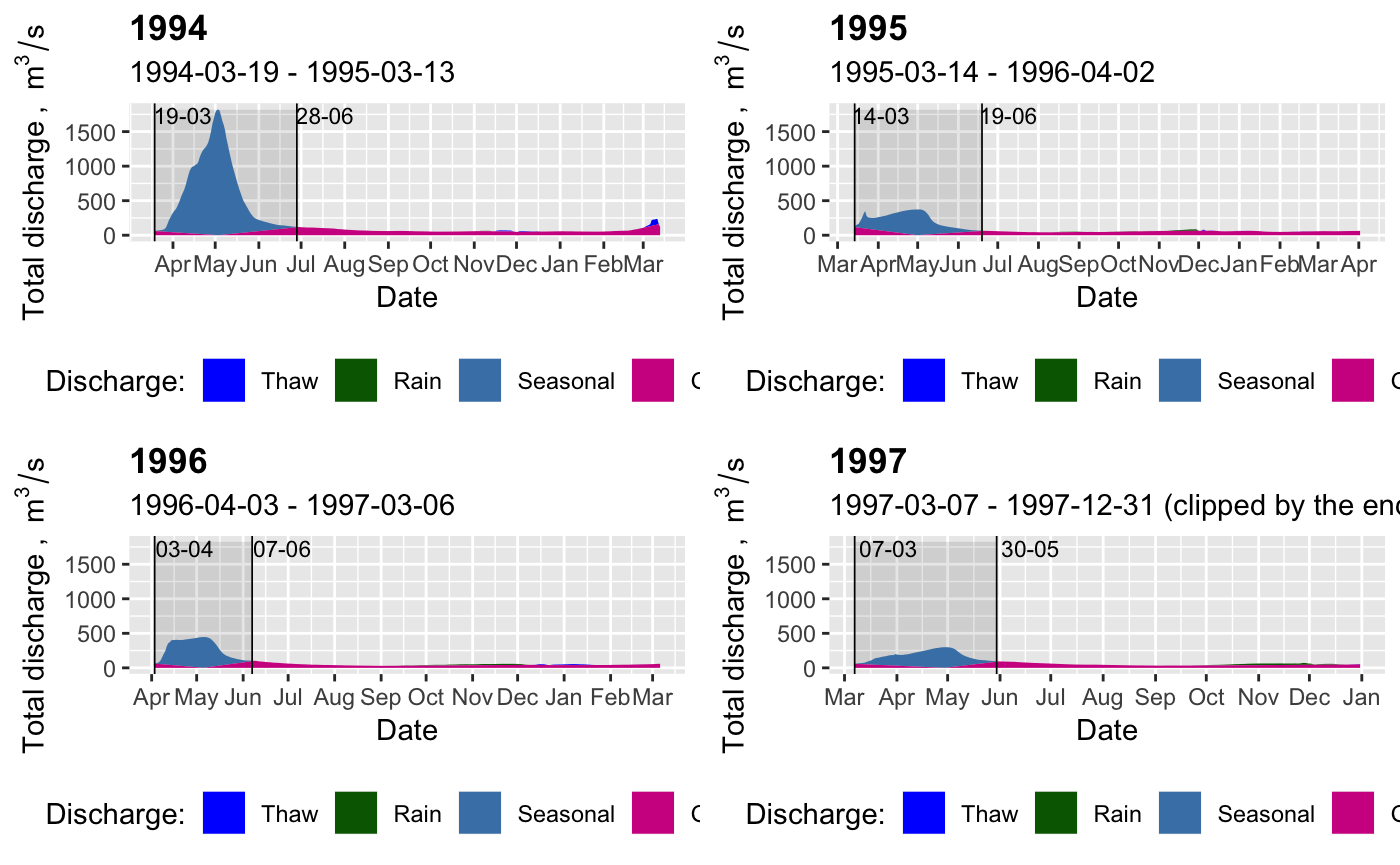 1994
1994-03-19 - 1995-03-13
Total discharge , m³/s
1500
1000
500
0
19-03
28-06
Apr May Jun Jul Aug Sep Oct Nov Dec Jan Feb Mar
Date
Discharge: Thaw Rain Seasonal
1995
1995-03-14 - 1996-04-02
Total discharge , m³/s
1500
1000
500
0
14-03
19-06
Mar Apr May Jun Jul Aug Sep Oct Nov Dec Jan Feb Mar Apr
Date
Discharge: Thaw Rain Seasonal
1996
1996-04-03 - 1997-03-06
Total discharge , m³/s
1500
1000
500
0
03-04
07-06
Apr May Jun Jul Aug Sep Oct Nov Dec Jan Feb Mar
Date
Discharge: Thaw Rain Seasonal
1997
1997-03-07 - 1997-12-31 (clipped by the
Total discharge , m³/s
1500
1000
500
0
07-03
30-05
Mar Apr May Jun Jul Aug Sep Oct Nov Dec Jan
Date
Discharge: Thaw Rain Seasonal